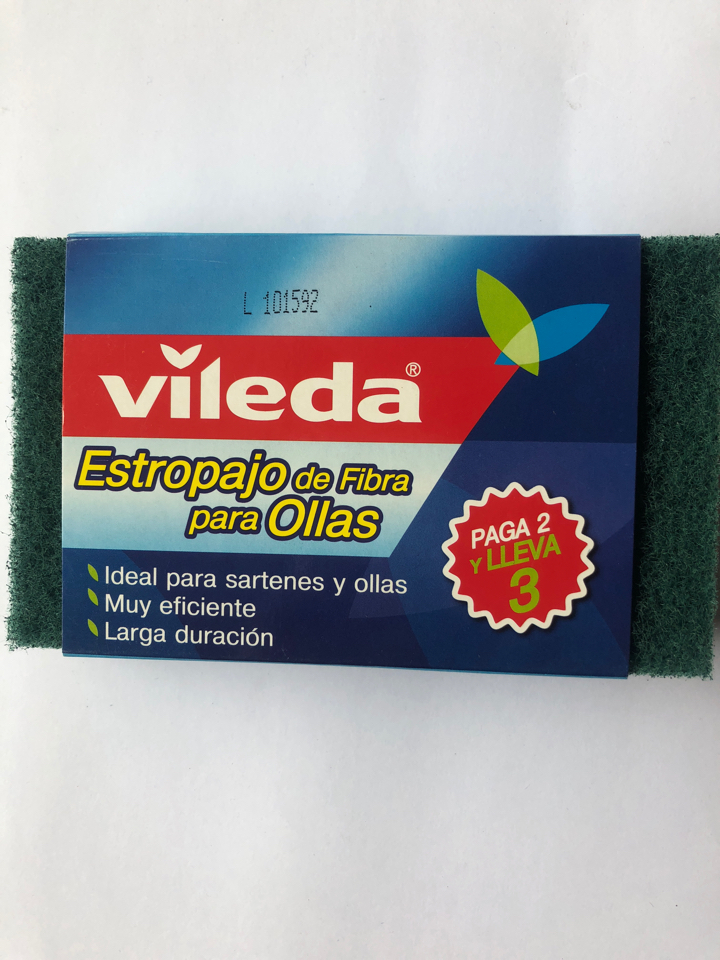 L 101592
vileda®
Estropajo de Fibra
para Ollas
Ideal para sartenes y ollas
Muy eficiente
Larga duración
PAGA 2
Y LLEVA
3